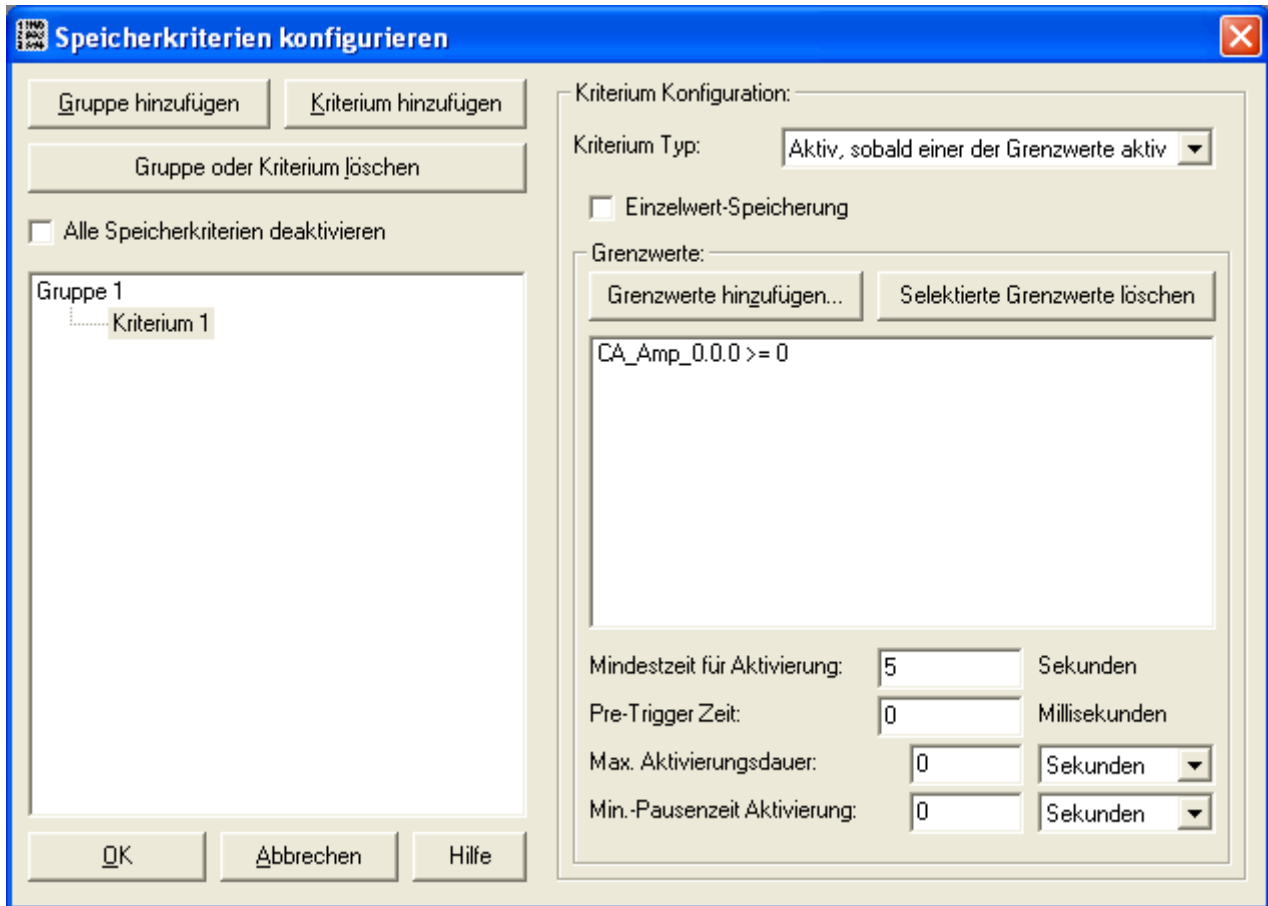 Speicherkriterien konfigurieren
Gruppe hinzufügen
Kriterium hinzufügen
Gruppe oder Kriterium löschen
Alle Speicherkriterien deaktivieren
Gruppe 1
Kriterium 1
OK
Abbrechen
Hilfe
Kriterium Konfiguration:
Kriterium Typ:
Aktiv, sobald einer der Grenzwerte aktiv
Einzelwert-Speicherung
Grenzwerte:
Grenzwerte hinzufügen...
Selektierte Grenzwerte löschen
CA_Amp_0.0.0 >= 0
Mindestzeit für Aktivierung: 5 Sekunden
Pre-Trigger Zeit: 0 Millisekunden
Max. Aktivierungsdauer: 0 Sekunden
Min.-Pausenzeit Aktivierung: 0 Sekunden